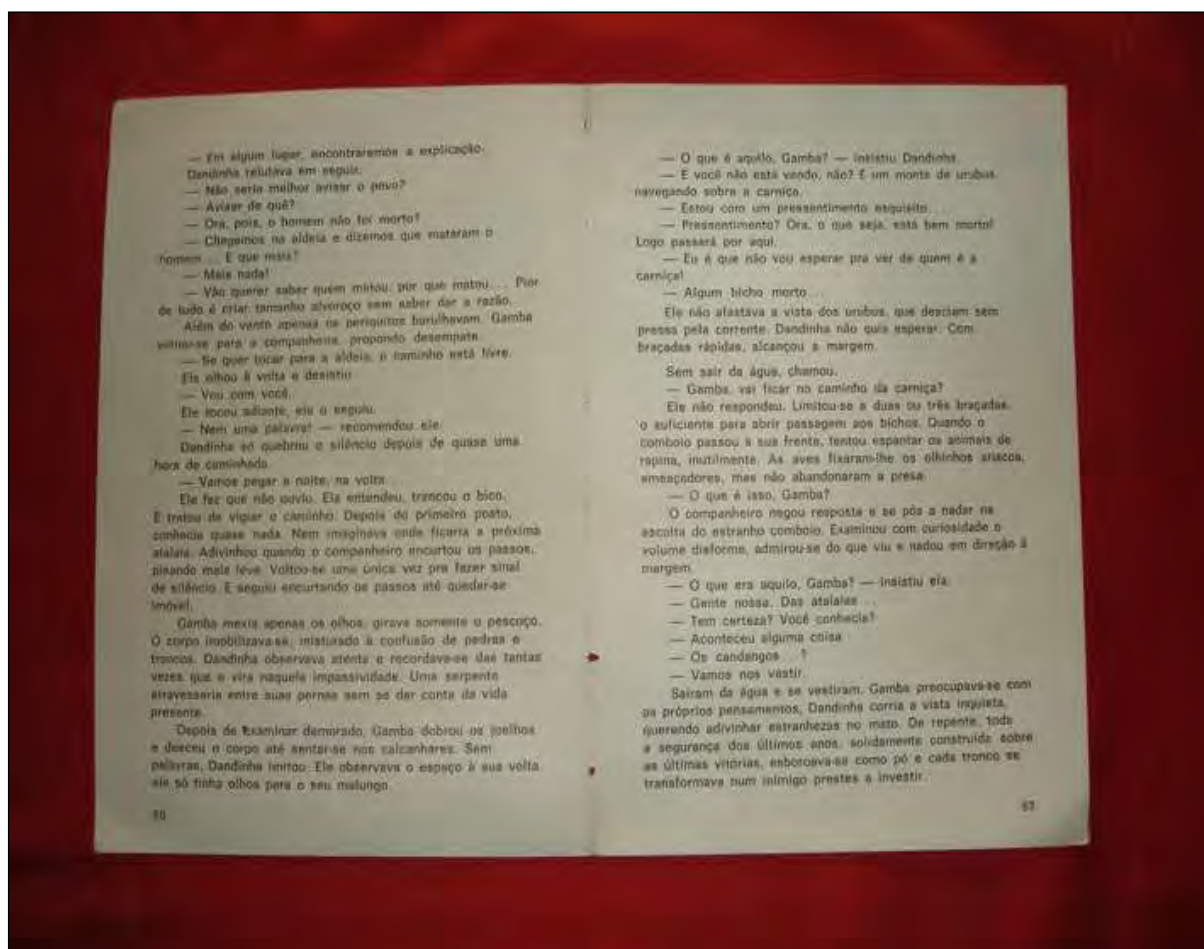 — Em algum lugar, encontraremos a explicação.
Dandinha relutava em seguir.
— Não seria melhor avisar o povo?
— Avisar de quê?
— Ora, pois, o homem não foi morto?
— Chegamos na aldeia e dizemos que mataram o
homem... E que mais?
— Mais nada!
— Vão querer saber quem matou, por que matou... Pior
de tudo é criar tamanho alvoroço sem saber dar a razão.
Além do vento apenas os periquitos barulhavam. Gamba
voltou-se para a companheira, propondo desempate.
— Se quer tocar para a aldeia, o caminho está livre.
Ela olhou à volta e desistiu.
— Vou com você.
Ele tocou adiante, ela o seguiu.
— Nem uma palavra! — recomendou ele.
Dandinha só quebrou o silêncio depois de quase uma
hora de caminhada.
— Vamos pegar a noite, na volta...
Ele fez que não ouviu. Ela entendeu, trancou o bico.
E tratou de vigiar o caminho. Depois do primeiro posto,
conhecia quase nada. Nem imaginava onde ficaria a próxima
atalaia. Adivinhou quando o companheiro encurtou os passos,
pisando mais leve. Voltou-se uma única vez pra fazer sinal
de silêncio. E seguiu encurtando os passos até quedar-se
imóvel.
Gamba mexia apenas os olhos, girava somente o pescoço.
O corpo imobilizava-se, misturado à confusão de pedras e
troncos. Dandinha observava atenta e recordava-se das tantas
vezes que o vira naquela impassividade. Uma serpente
atravessaria entre suas pernas sem se dar conta da vida
presente.
Depois de examinar demorado, Gamba dobrou os joelhos
e desceu o corpo até sentar-se nos calcanhares. Sem
palavras, Dandinha imitou. Ele observava o espaço à sua volta
ela só tinha olhos para o seu malungo.
— O que é aquilo, Gamba? — insistiu Dandinha.
— E você não está vendo, não? É um monte de urubus
navegando sobre a carniça.
— Estou com um pressentimento esquisito...
— Pressentimento? Ora, o que seja, está bem morto!
Logo passará por aqui.
— Eu é que não vou esperar pra ver de quem é a
carniça!
— Algum bicho morto...
Ele não afastava a vista dos urubus, que desciam sem
pressa pela corrente. Dandinha não quis esperar. Com
braçadas rápidas, alcançou a margem.
Sem sair da água, chamou.
— Gamba, vai ficar no caminho da carniça?
Ele não respondeu. Limitou-se a duas ou três braçadas,
o suficiente para abrir passagem aos bichos. Quando o
comboio passou à sua frente, tentou espantar os animais de
rapina, inutilmente. As aves fixaram-lhe os olhinhos ariscos,
ameaçadores, mas não abandonaram a presa.
— O que é isso, Gamba?
O companheiro negou resposta e se pôs a nadar na
escolta do estranho comboio. Examinou com curiosidade o
volume disforme, admirou-se do que viu e nadou em direção à
margem.
— O que era aquilo, Gamba? — insistiu ela.
— Gente nossa. Das atalaias...
— Tem certeza? Você conhecia?
— Aconteceu alguma coisa...
— Os candangos...?
— Vamos nos vestir.
Saíram da água e se vestiram. Gamba preocupava-se com
os próprios pensamentos, Dandinha corria a vista inquieta,
querendo adivinhar estranhezas no mato. De repente, toda
a segurança dos últimos anos, solidamente construída sobre
as últimas vitórias, esboroava-se como pó e cada tronco se
transformava num inimigo prestes a investir.